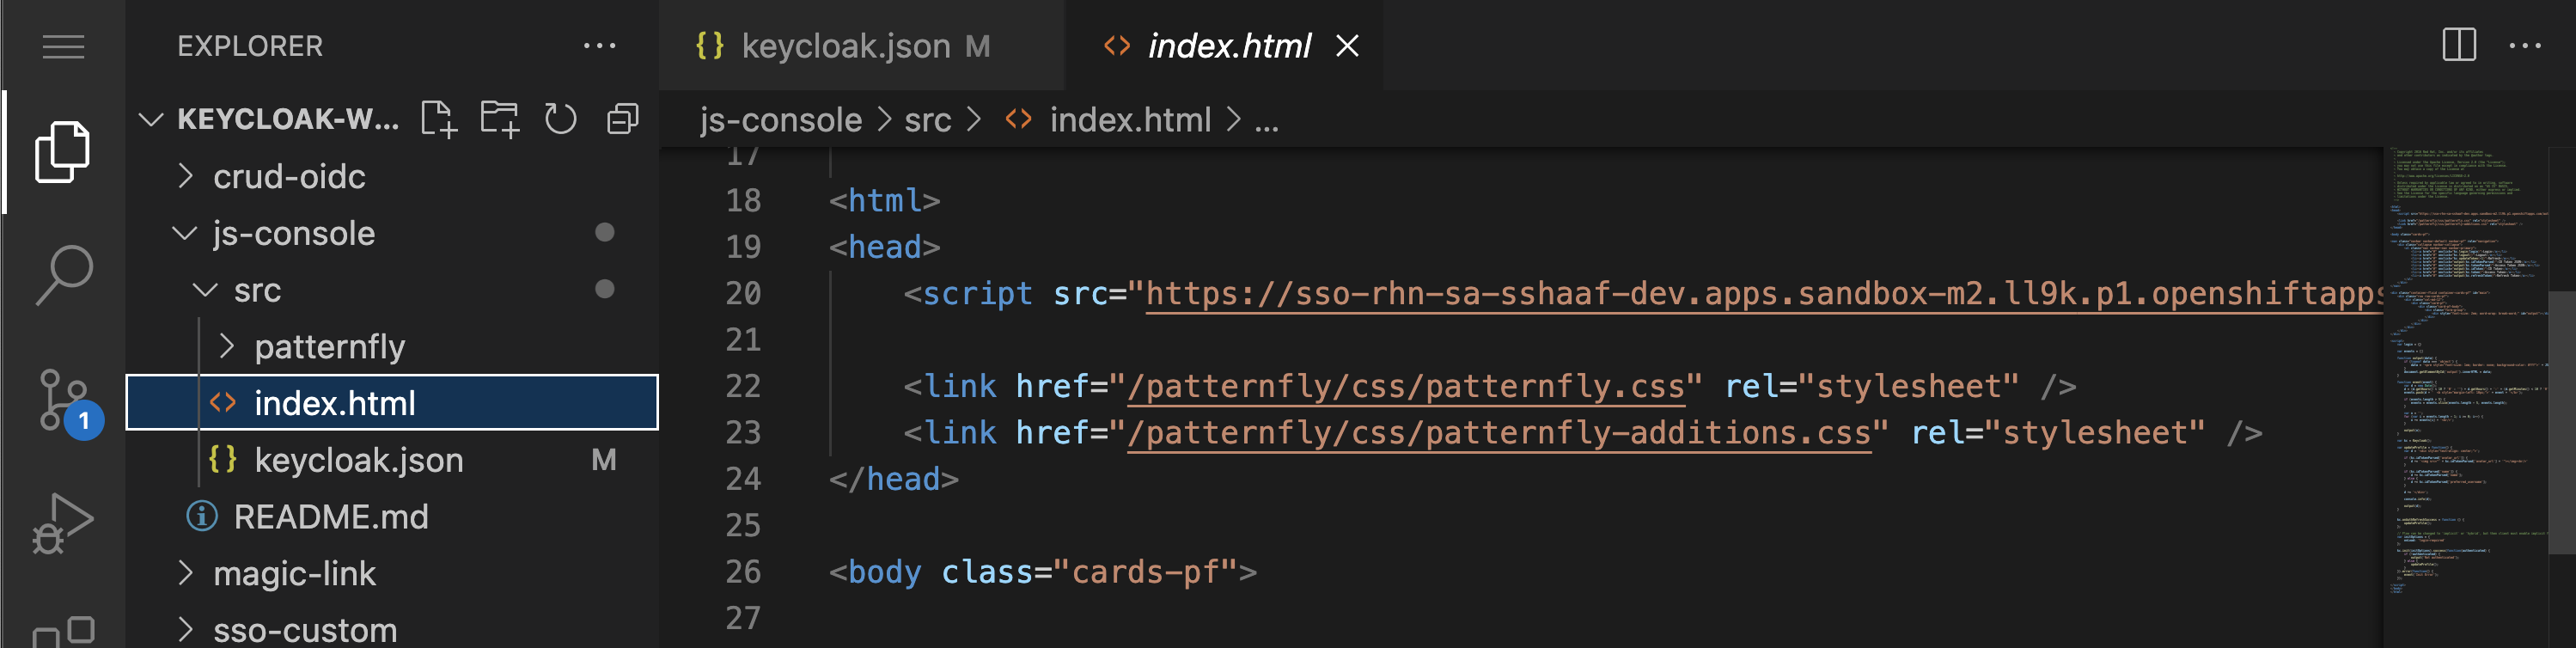 EXPLORER
KEYCLOAK-W...
crud-oidc
js-console
src
patternfly
index.html
keycloak.json M
README.md
magic-link
sso-custom
1
keycloak.json M
index.html
js-console > src > index.html > ...
17
18 <html>
19 <head>
20 <script src="https://sso-rhn-sa-sshaaf-dev.apps.sandbox-m2.ll9k.p1.openshiftapps
21
22 <link href="/patternfly/css/patternfly.css" rel="stylesheet" />
23 <link href="/patternfly/css/patternfly-additions.css" rel="stylesheet" />
24 </head>
25
26 <body class="cards-pf">
27